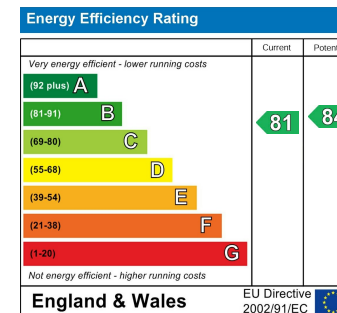 Energy Efficiency Rating
Current
Very energy efficient - lower running costs
(92 plus) A
(81-91) B
81
(69-80) C
(55-68) D
(39-54) E
(21-38) F
(1-20) G
Not energy efficient - higher running costs
England & Wales
EU Directive
2002/91/EC